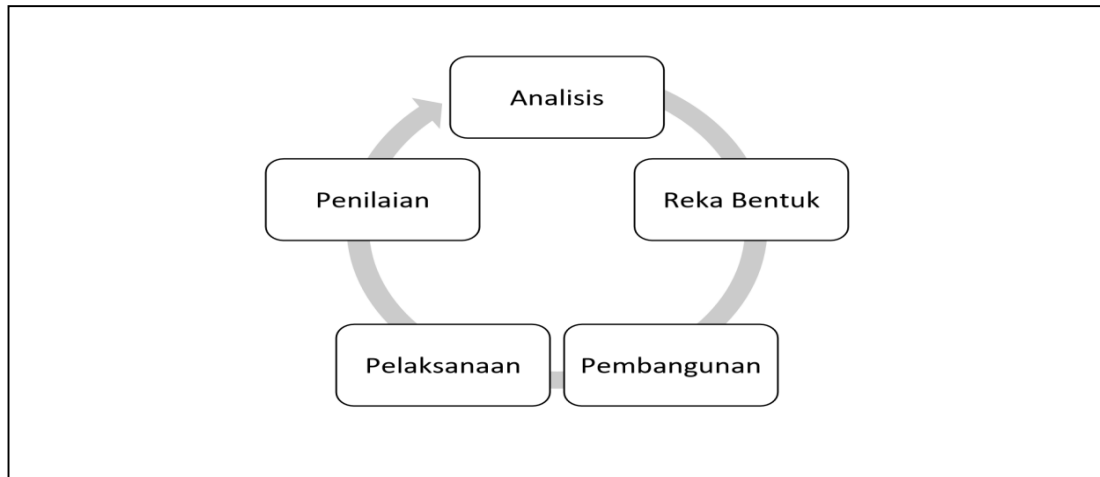 Analisis
Reka Bentuk
Pembangunan
Pelaksanaan
Penilaian